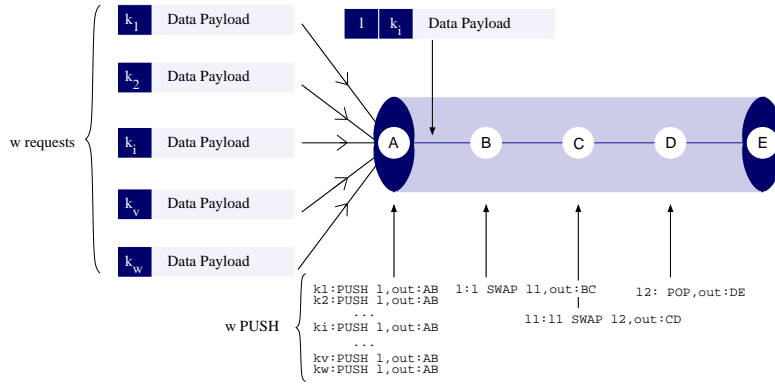 k1 Data Payload
l ki Data Payload
k2 Data Payload
w requests
ki Data Payload
A B C D E
kv Data Payload
kw Data Payload
k1:PUSH l,out:AB
k2:PUSH l,out:AB
...
ki:PUSH l,out:AB
...
kv:PUSH l,out:AB
kw:PUSH l,out:AB
w PUSH
l:l SWAP l1,out:BC
l1:l1 SWAP l2,out:CD
l2: POP,out:DE